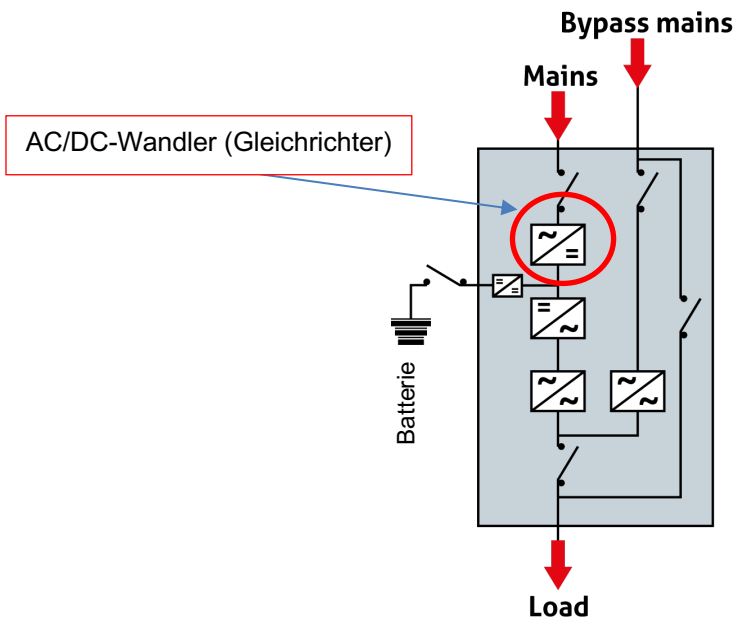 Bypass mains
Mains
AC/DC-Wandler (Gleichrichter)
~
=
=
=
=
~
~
~
~
~
Batterie
Load